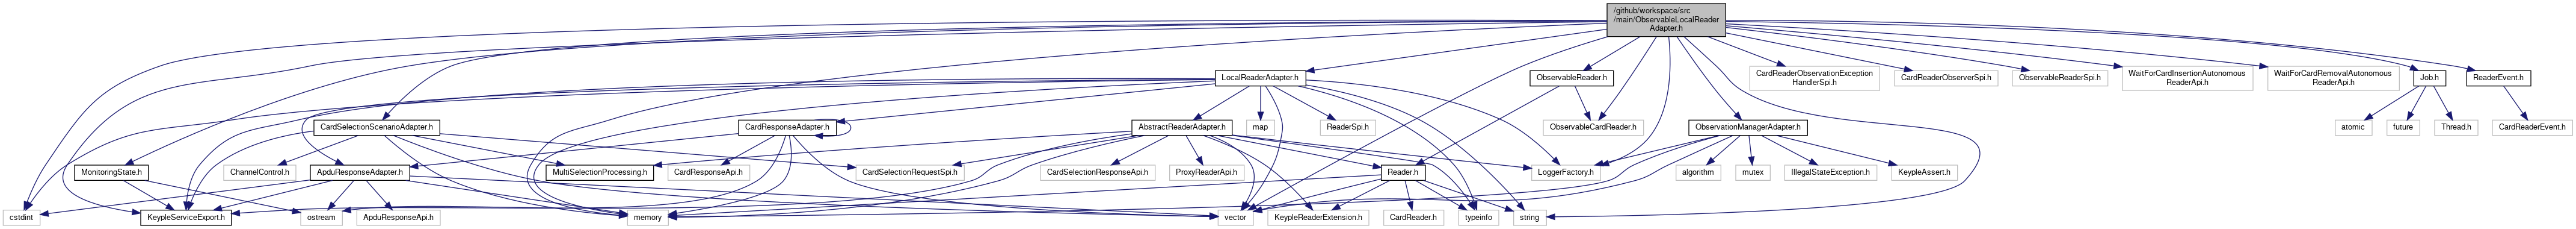 /github/workspace/src
/main/ObservableLocalReader
Adapter.h
LocalReaderAdapter.h
ObservableReader.h
CardReaderObservationException
HandlerSpi.h
CardReaderObserverSpi.h
ObservableReaderSpi.h
WaitForCardInsertionAutonomous
ReaderApi.h
WaitForCardRemovalAutonomous
ReaderApi.h
Job.h
ReaderEvent.h
CardSelectionScenarioAdapter.h
CardResponseAdapter.h
AbstractReaderAdapter.h
map
ReaderSpi.h
ObservableCardReader.h
ObservationManagerAdapter.h
atomic
future
Thread.h
CardReaderEvent.h
MonitoringState.h
ChannelControl.h
ApduResponseAdapter.h
MultiSelectionProcessing.h
CardResponseApi.h
CardSelectionRequestSpi.h
CardSelectionResponseApi.h
ProxyReaderApi.h
Reader.h
LoggerFactory.h
algorithm
mutex
IllegalStateException.h
KeypleAssert.h
cstdint
KeypleServiceExport.h
ostream
ApduResponseApi.h
memory
vector
KeypleReaderExtension.h
CardReader.h
typeinfo
string